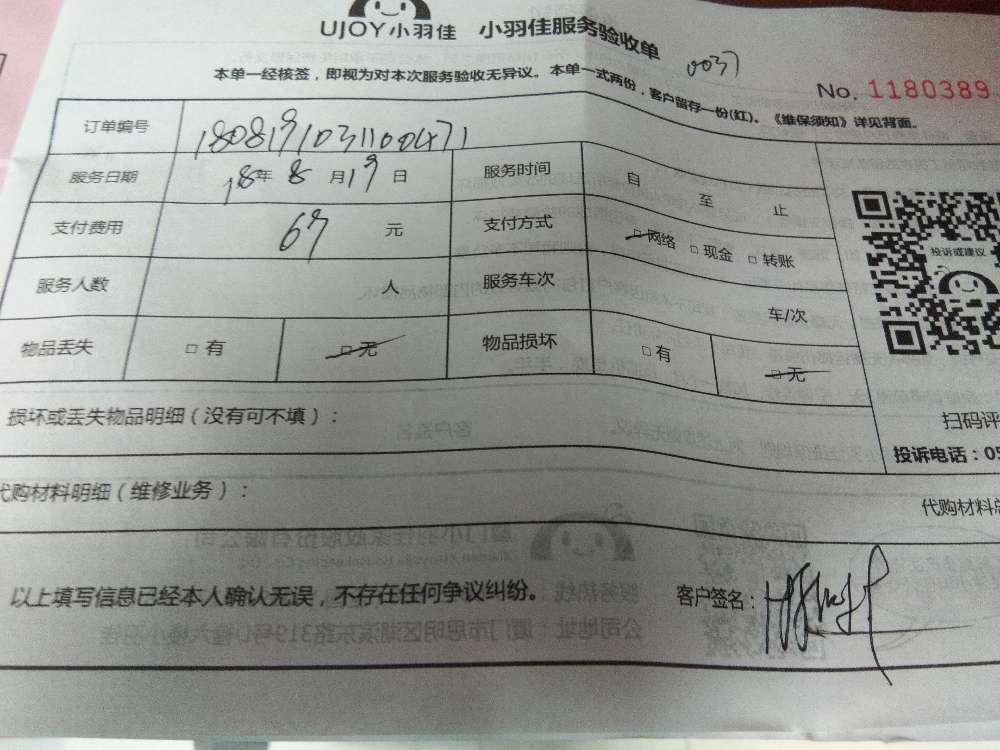 UJOY小羽佳 小羽佳服务验收单
0037
No. 1180389
本单一经核签，即视为对本次服务验收无异议。本单一式两份，客户留存一份(红)。《维保须知》详见背面。
订单编号
服务日期 18年 8 月 19 日 服务时间 自 至 止
支付费用 67 元 支付方式 □网络 □现金 □转账
服务人数 人 服务车次 车/次
物品丢失 □有 □无 物品损坏 □有 □无
投诉或建议
扫码评
投诉电话：05
损坏或丢失物品明细（没有可不填）：
代购材料明细（维修业务）：
代购材料总
以上填写信息已经本人确认无误，不存在任何争议纠纷。 客户签名：